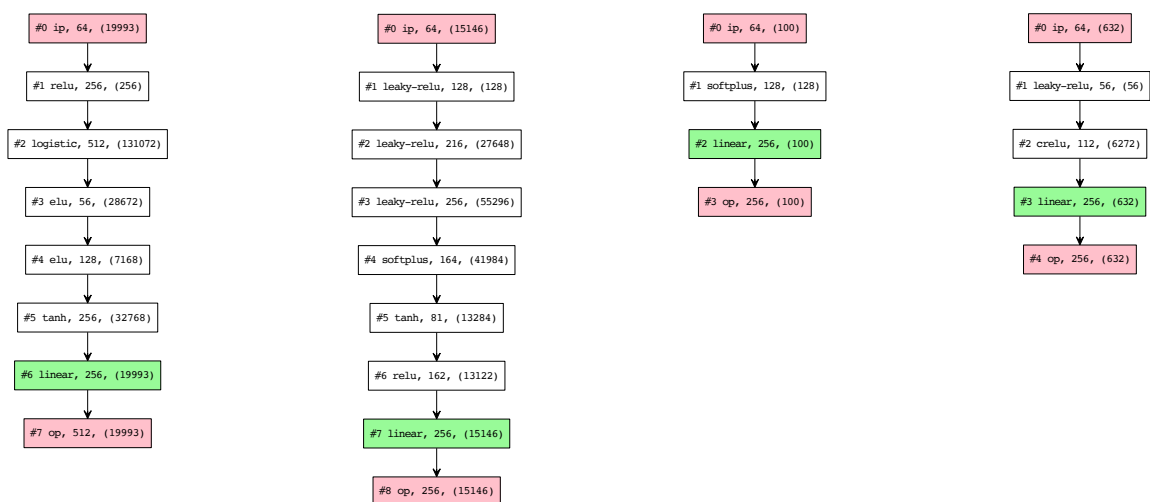 #0 ip, 64, (19993)
#1 relu, 256, (256)
#2 logistic, 512, (131072)
#3 elu, 56, (28672)
#4 elu, 128, (7168)
#5 tanh, 256, (32768)
#6 linear, 256, (19993)
#7 op, 512, (19993)
#0 ip, 64, (15146)
#1 leaky-relu, 128, (128)
#2 leaky-relu, 216, (27648)
#3 leaky-relu, 256, (55296)
#4 softplus, 164, (41984)
#5 tanh, 81, (13284)
#6 relu, 162, (13122)
#7 linear, 256, (15146)
#8 op, 256, (15146)
#0 ip, 64, (100)
#1 softplus, 128, (128)
#2 linear, 256, (100)
#3 op, 256, (100)
#0 ip, 64, (632)
#1 leaky-relu, 56, (56)
#2 crelu, 112, (6272)
#3 linear, 256, (632)
#4 op, 256, (632)